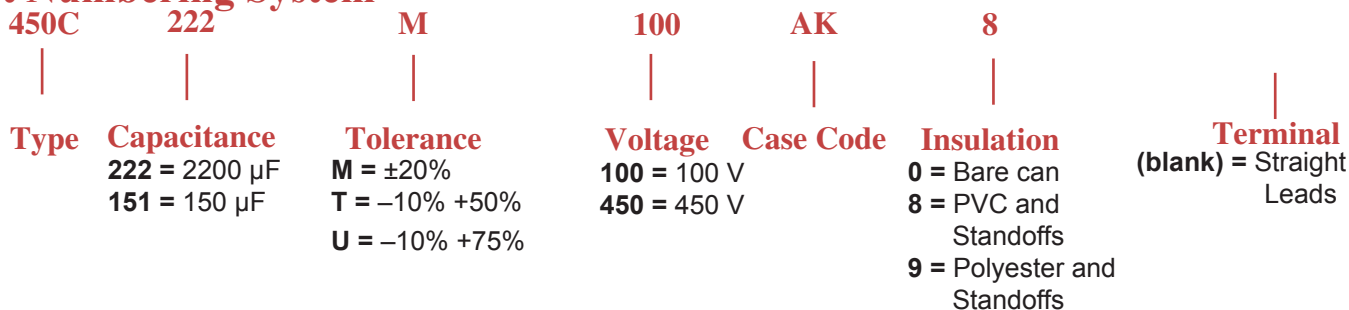 Numbering System
450C 222 M 100 AK 8
Type Capacitance Tolerance Voltage Case Code Insulation Terminal
222 = 2200 µF M = ±20% 100 = 100 V 0 = Bare can (blank) = Straight
151 = 150 µF T = –10% +50% 450 = 450 V 8 = PVC and Leads
U = –10% +75% Standoffs
9 = Polyester and
Standoffs